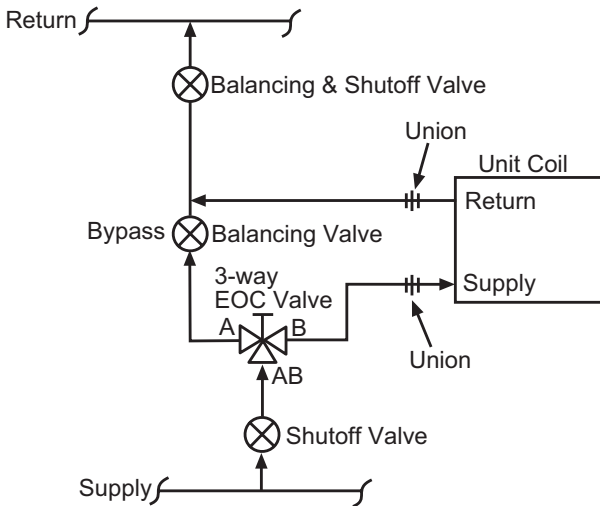 Return
Balancing & Shutoff Valve
Union
Unit Coil
Return
Bypass
Balancing Valve
3-way
EOC Valve
Supply
A
B
Union
AB
Shutoff Valve
Supply